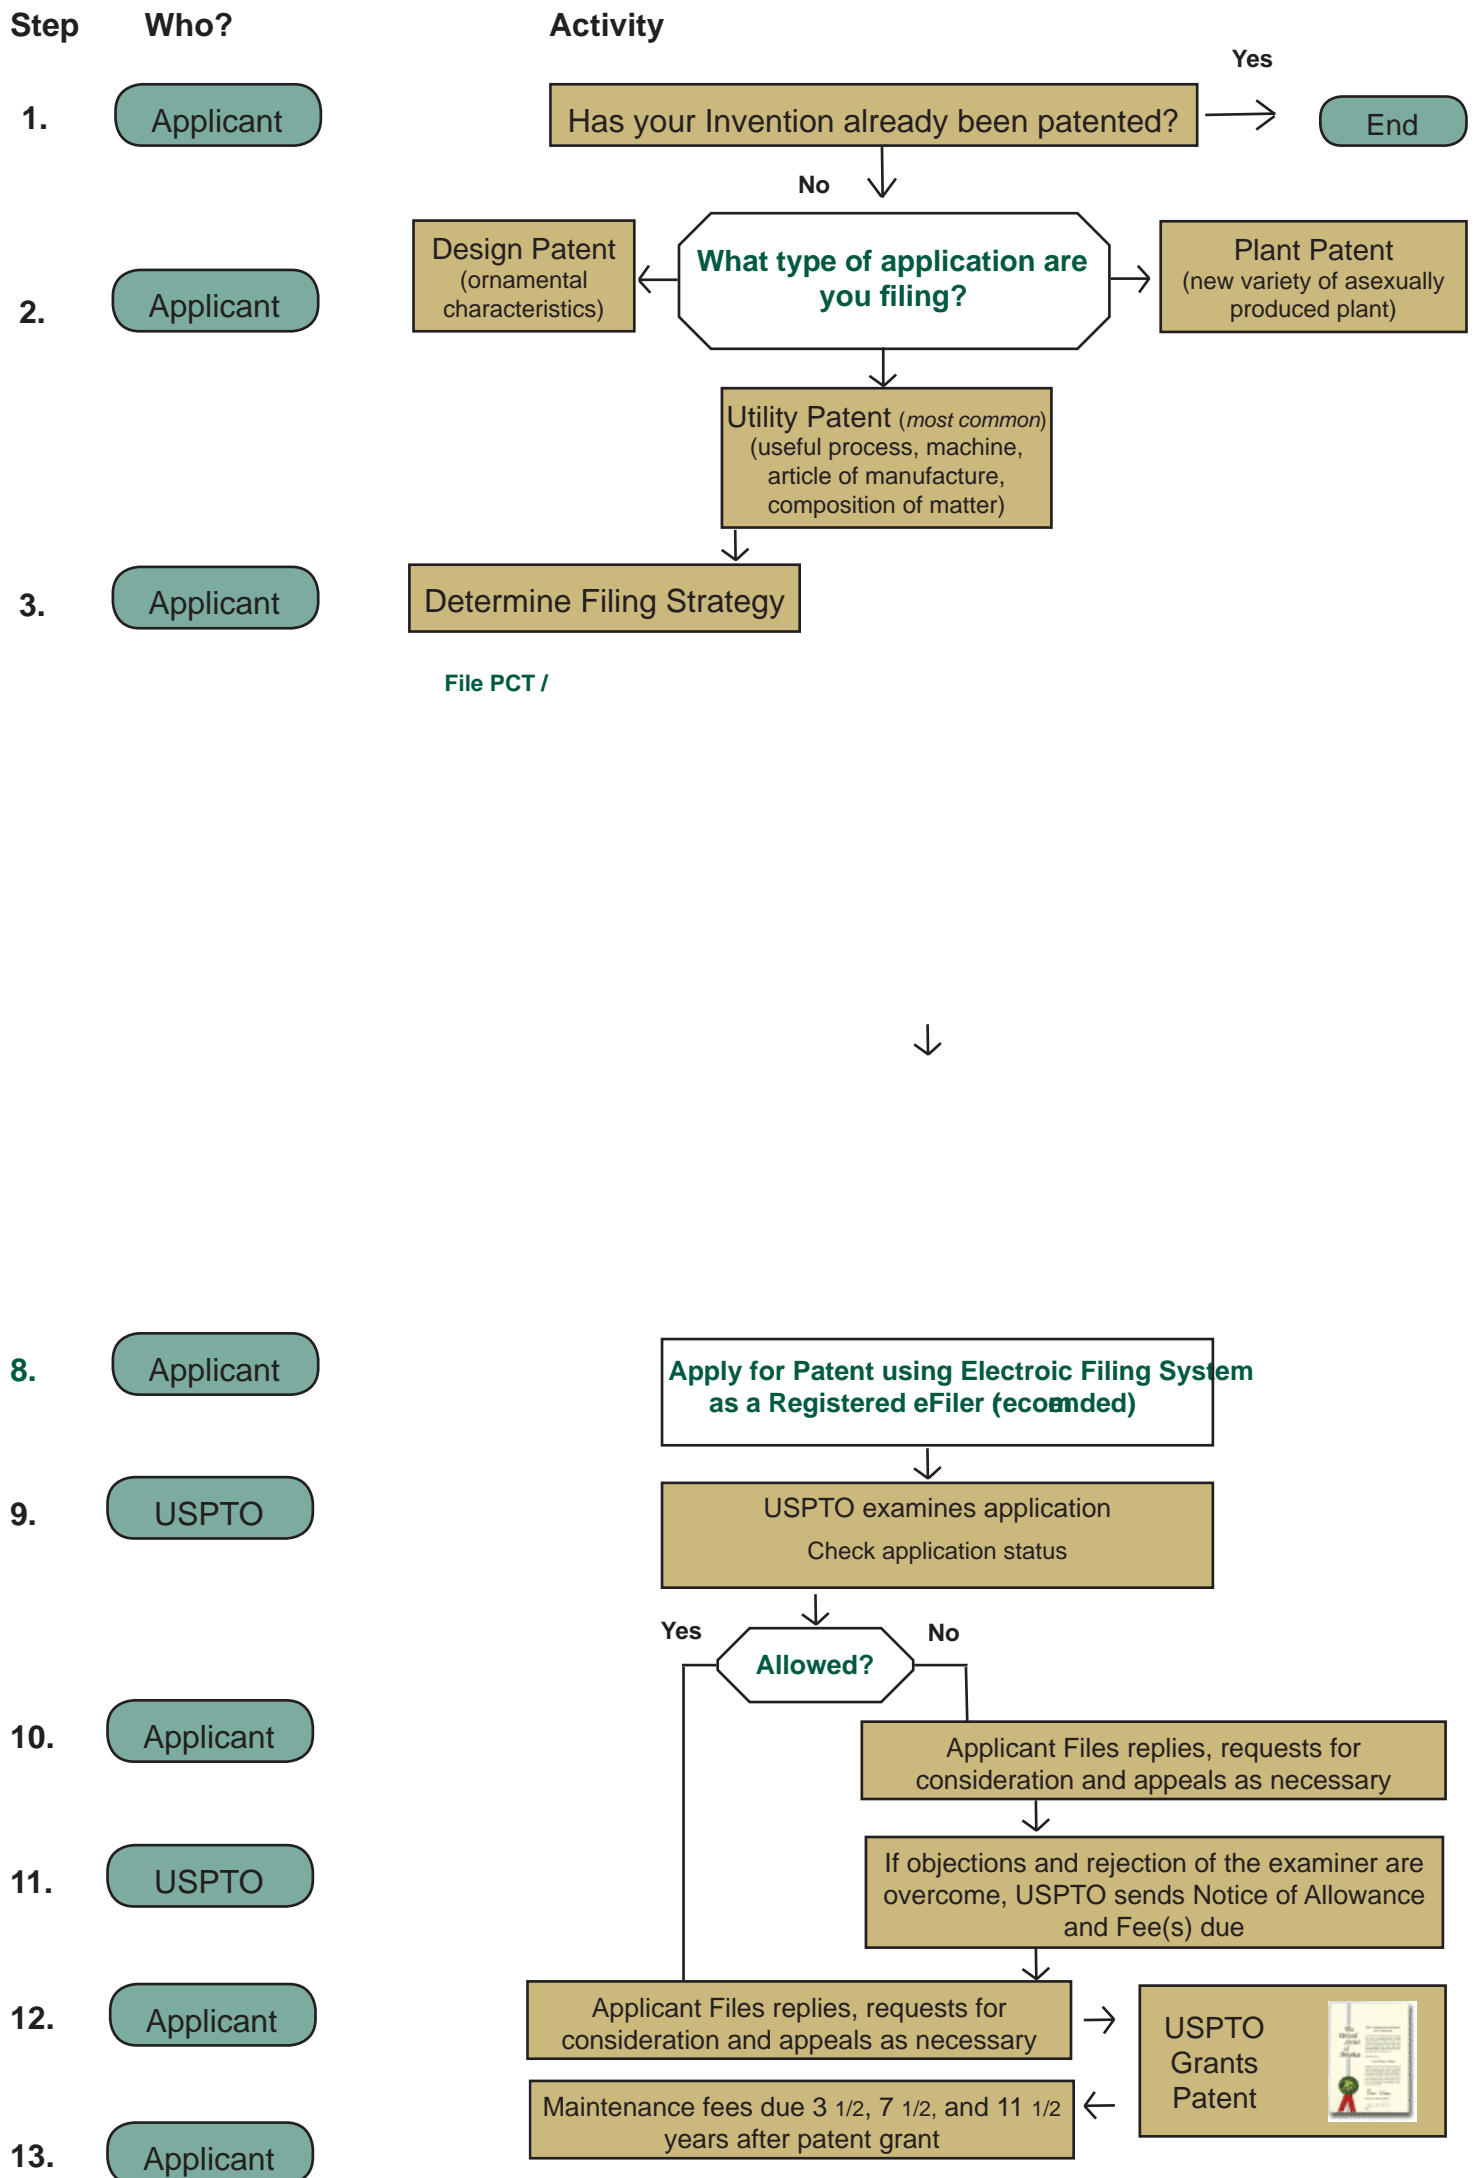 Step Who? Activity
Yes
1. Applicant Has your Invention already been patented? End
No
Design Patent
(ornamental
characteristics)
What type of application are
you filing?
Plant Patent
(new variety of asexually
produced plant)
2. Applicant
Utility Patent (most common)
(useful process, machine,
article of manufacture,
composition of matter)
3. Applicant Determine Filing Strategy
File PCT /
8. Applicant
Apply for Patent using Electroic Filing System
as a Registered eFiler (recomended)
9. USPTO
USPTO examines application
Check application status
Yes
No
Allowed?
10. Applicant
Applicant Files replies, requests for
consideration and appeals as necessary
11. USPTO
If objections and rejection of the examiner are
overcome, USPTO sends Notice of Allowance
and Fee(s) due
12. Applicant
Applicant Files replies, requests for
consideration and appeals as necessary
USPTO
Grants
Patent
Maintenance fees due 3 1/2, 7 1/2, and 11 1/2
years after patent grant
13. Applicant